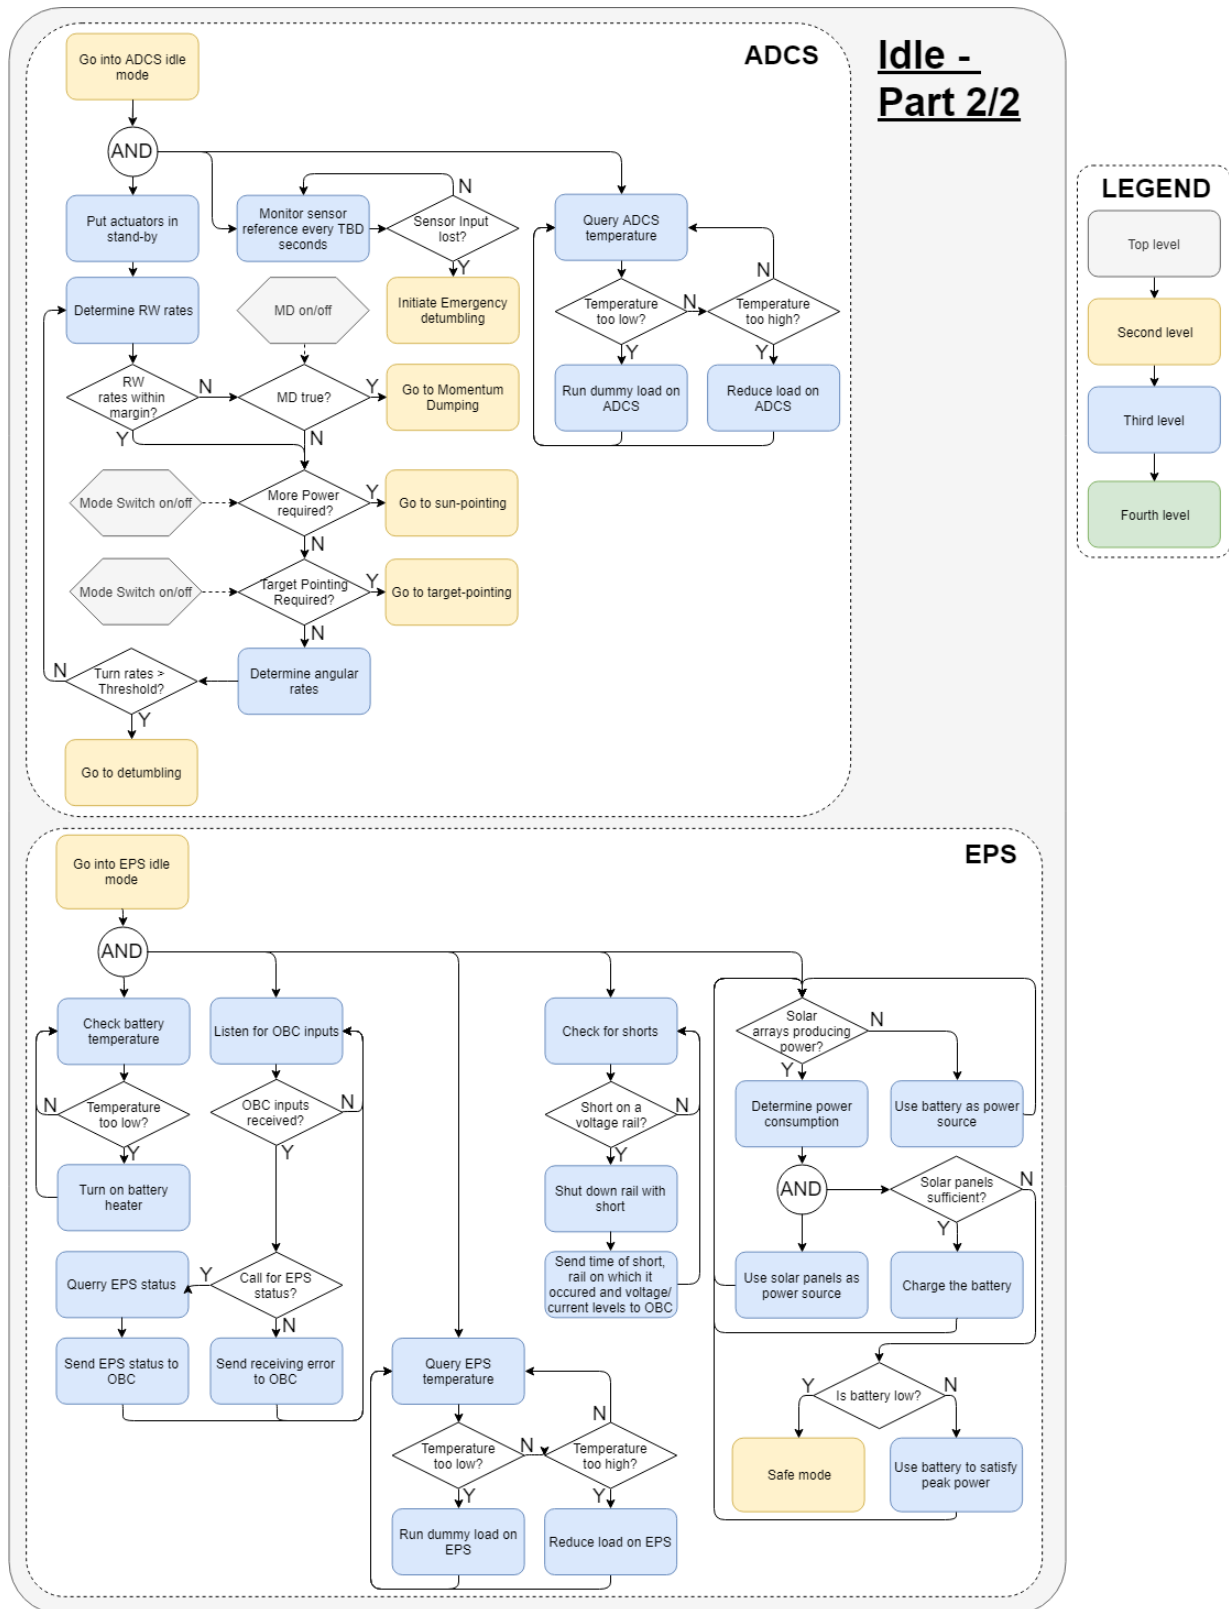 Idle -
Part 2/2
ADCS
Go into ADCS idle
mode
AND
Put actuators in
stand-by
Monitor sensor
reference every TBD
seconds
N
Sensor Input
lost?
Y
Initiate Emergency
detumbling
Query ADCS
temperature
Temperature
too low?
N
Temperature
too high?
N
Y
Y
Run dummy load on
ADCS
Reduce load on
ADCS
Determine RW rates
MD on/off
RW
rates within
margin?
N
Y
MD true?
Y
N
Go to Momentum
Dumping
Mode Switch on/off
More Power
required?
Y
N
Go to sun-pointing
Mode Switch on/off
Target Pointing
Required?
Y
N
Go to target-pointing
Determine angular
rates
Turn rates >
Threshold?
N
Y
Go to detumbling
LEGEND
Top level
Second level
Third level
Fourth level
EPS
Go into EPS idle
mode
AND
Check battery
temperature
Temperature
too low?
N
Y
Turn on battery
heater
Listen for OBC inputs
OBC inputs
received?
N
Y
Call for EPS
status?
Y
N
Querry EPS status
Send EPS status to
OBC
Send receiving error
to OBC
Query EPS
temperature
Temperature
too low?
N
Temperature
too high?
N
Y
Y
Run dummy load on
EPS
Reduce load on EPS
Check for shorts
Short on a
voltage rail?
N
Y
Shut down rail with
short
Send time of short,
rail on which it
occured and voltage/
current levels to OBC
Solar
arrays producing
power?
N
Y
Determine power
consumption
Use battery as power
source
AND
Solar panels
sufficient?
N
Y
Use solar panels as
power source
Charge the battery
Is battery low?
Y
N
Safe mode
Use battery to satisfy
peak power